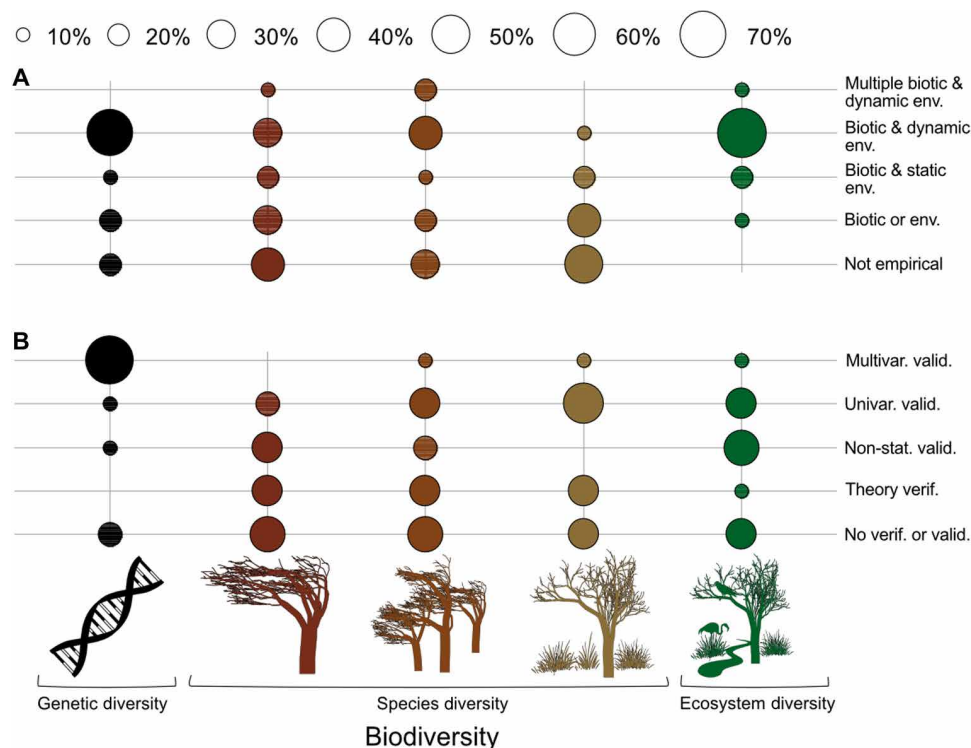 10% 20% 30% 40% 50% 60% 70%
A
Multiple biotic &
dynamic env.
Biotic & dynamic
env.
Biotic & static
env.
Biotic or env.
Not empirical
B
Multivar. valid.
Univar. valid.
Non-stat. valid.
Theory verif.
No verif. or valid.
Genetic diversity
Species diversity
Ecosystem diversity
Biodiversity